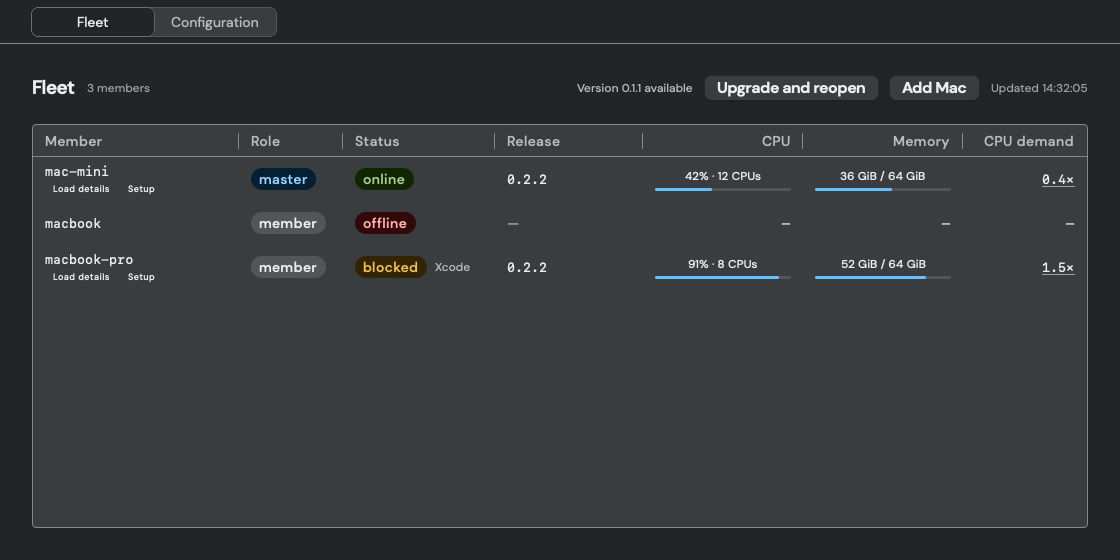 Fleet Configuration
Fleet 3 members Version 0.1.1 available Upgrade and reopen Add Mac Updated 14:32:05
Member Role Status Release CPU Memory CPU demand
mac-mini master online 0.2.2 42% · 12 CPUs 36 GiB / 64 GiB 0.4×
Load details Setup
macbook member offline — — — —
macbook-pro member blocked Xcode 0.2.2 91% · 8 CPUs 52 GiB / 64 GiB 1.5×
Load details Setup